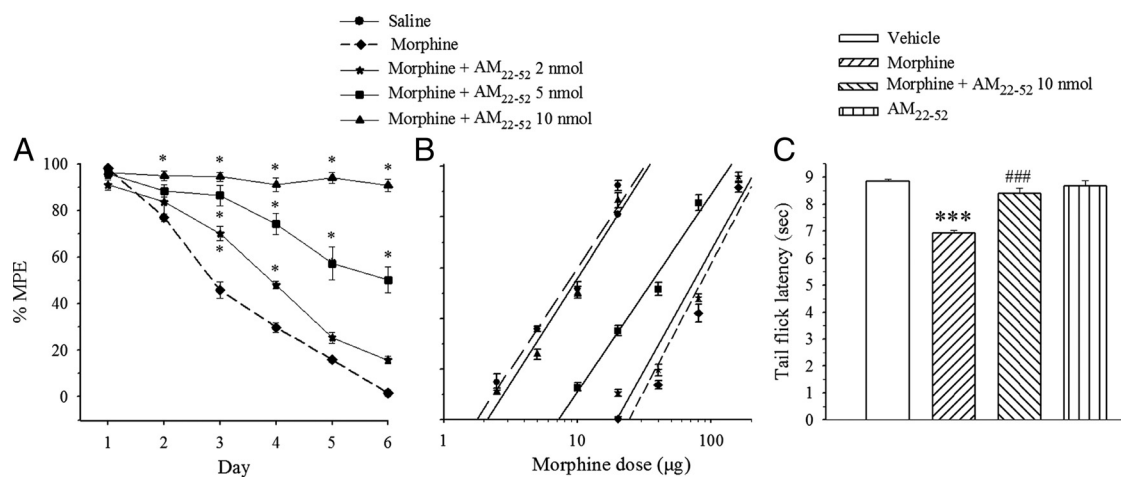 Saline
Morphine
Morphine + AM22-52 2 nmol
Morphine + AM22-52 5 nmol
Morphine + AM22-52 10 nmol
Vehicle
Morphine
Morphine + AM22-52 10 nmol
AM22-52
A
% MPE
100
80
60
40
20
0
* * * * *
* *
* *
* *
1 2 3 4 5 6
Day
B
1 10 100
Morphine dose (µg)
C
Tail flick latency (sec)
9
8
7
6
5
4
3
2
1
0
***
###